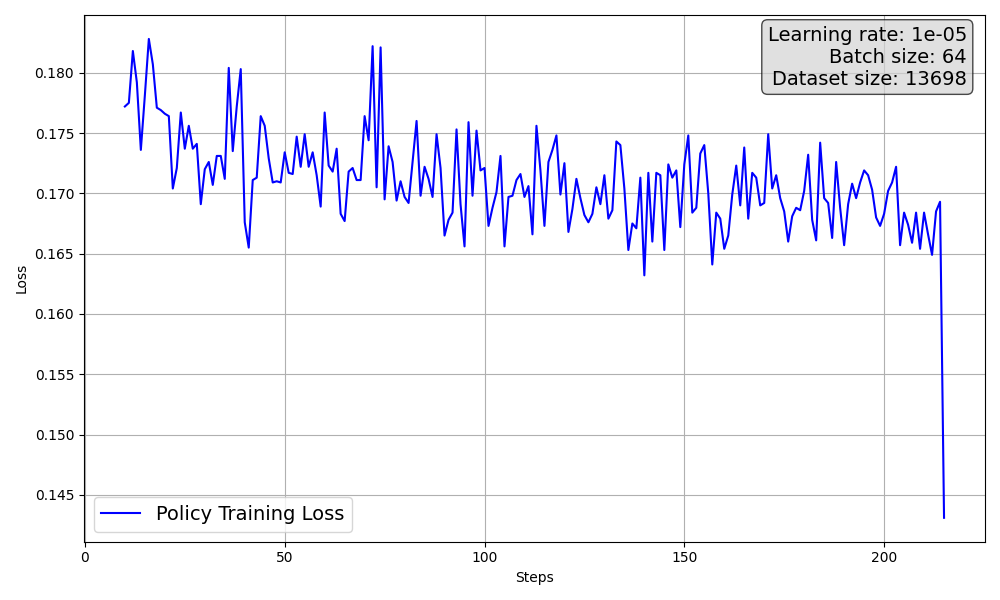 Learning rate: 1e-05
Batch size: 64
Dataset size: 13698
0.180
0.175
0.170
0.165
0.160
0.155
0.150
0.145
Loss
Policy Training Loss
0
50
100
150
200
Steps